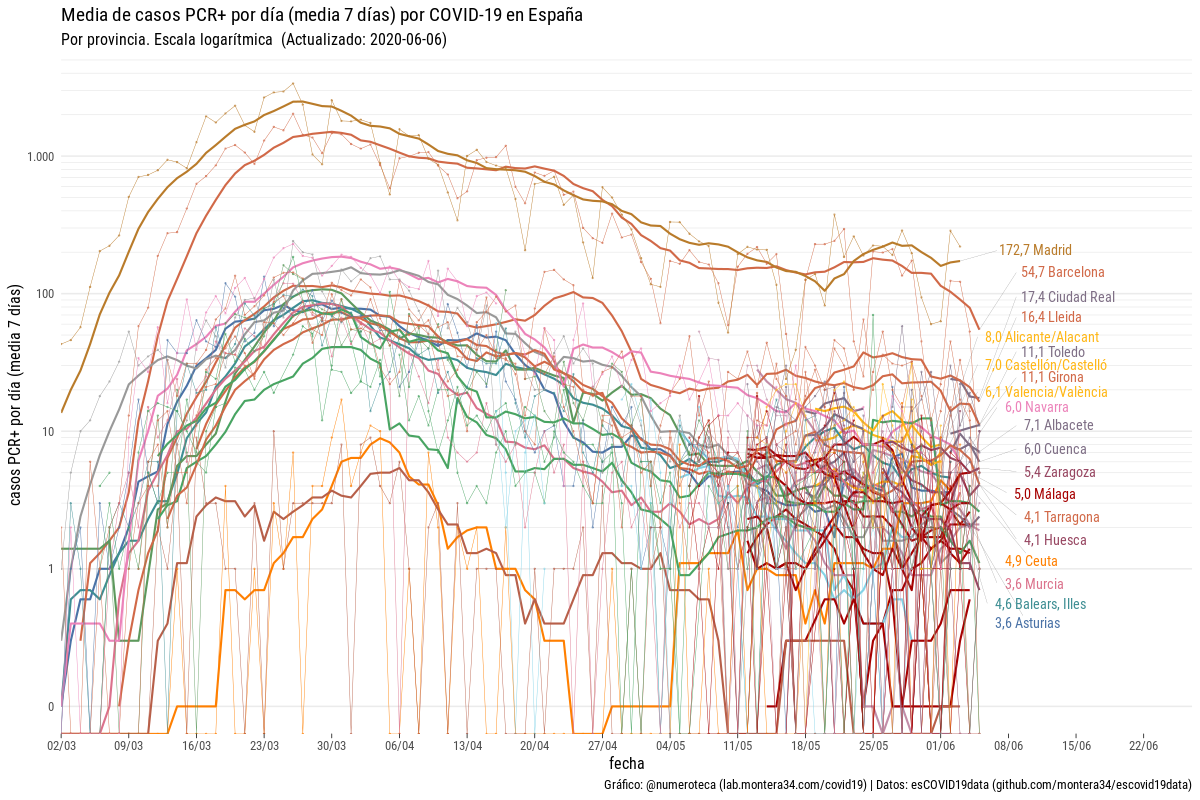 Media de casos PCR+ por día (media 7 días) por COVID-19 en España
Por provincia. Escala logarítmica  (Actualizado: 2020-06-06)
casos PCR+ por día (media 7 días)
1.000
100
10
1
0
172,7 Madrid
54,7 Barcelona
17,4 Ciudad Real
16,4 Lleida
8,0 Alicante/Alacant
11,1 Toledo
7,0 Castellón/Castelló
11,1 Girona
6,1 Valencia/València
6,0 Navarra
7,1 Albacete
6,0 Cuenca
5,4 Zaragoza
5,0 Málaga
4,1 Tarragona
4,1 Huesca
4,9 Ceuta
3,6 Murcia
4,6 Balears, Illes
3,6 Asturias
02/03 09/03 16/03 23/03 30/03 06/04 13/04 20/04 27/04 04/05 11/05 18/05 25/05 01/06 08/06 15/06 22/06
fecha
Gráfico: @numeroteca (lab.montera34.com/covid19) | Datos: esCOVID19data (github.com/montera34/escovid19data)